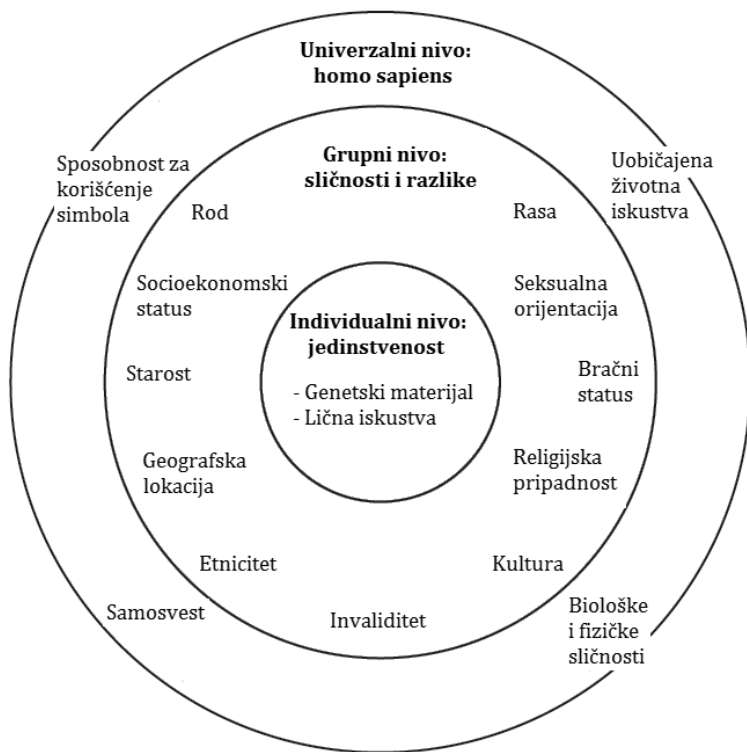 Univerzalni nivo:
homo sapiens
Sposobnost za
korišćenje
simbola
Uobičajena
životna
iskustva
Grupni nivo:
sličnosti i razlike
Rod
Rasa
Socioekonomski
status
Seksualna
orijentacija
Individualni nivo:
jedinstvenost
- Genetski materijal
- Lična iskustva
Starost
Bračni
status
Geografska
lokacija
Religijska
pripadnost
Etnicitet
Kultura
Invaliditet
Samosvest
Biološke
i fizičke
sličnosti